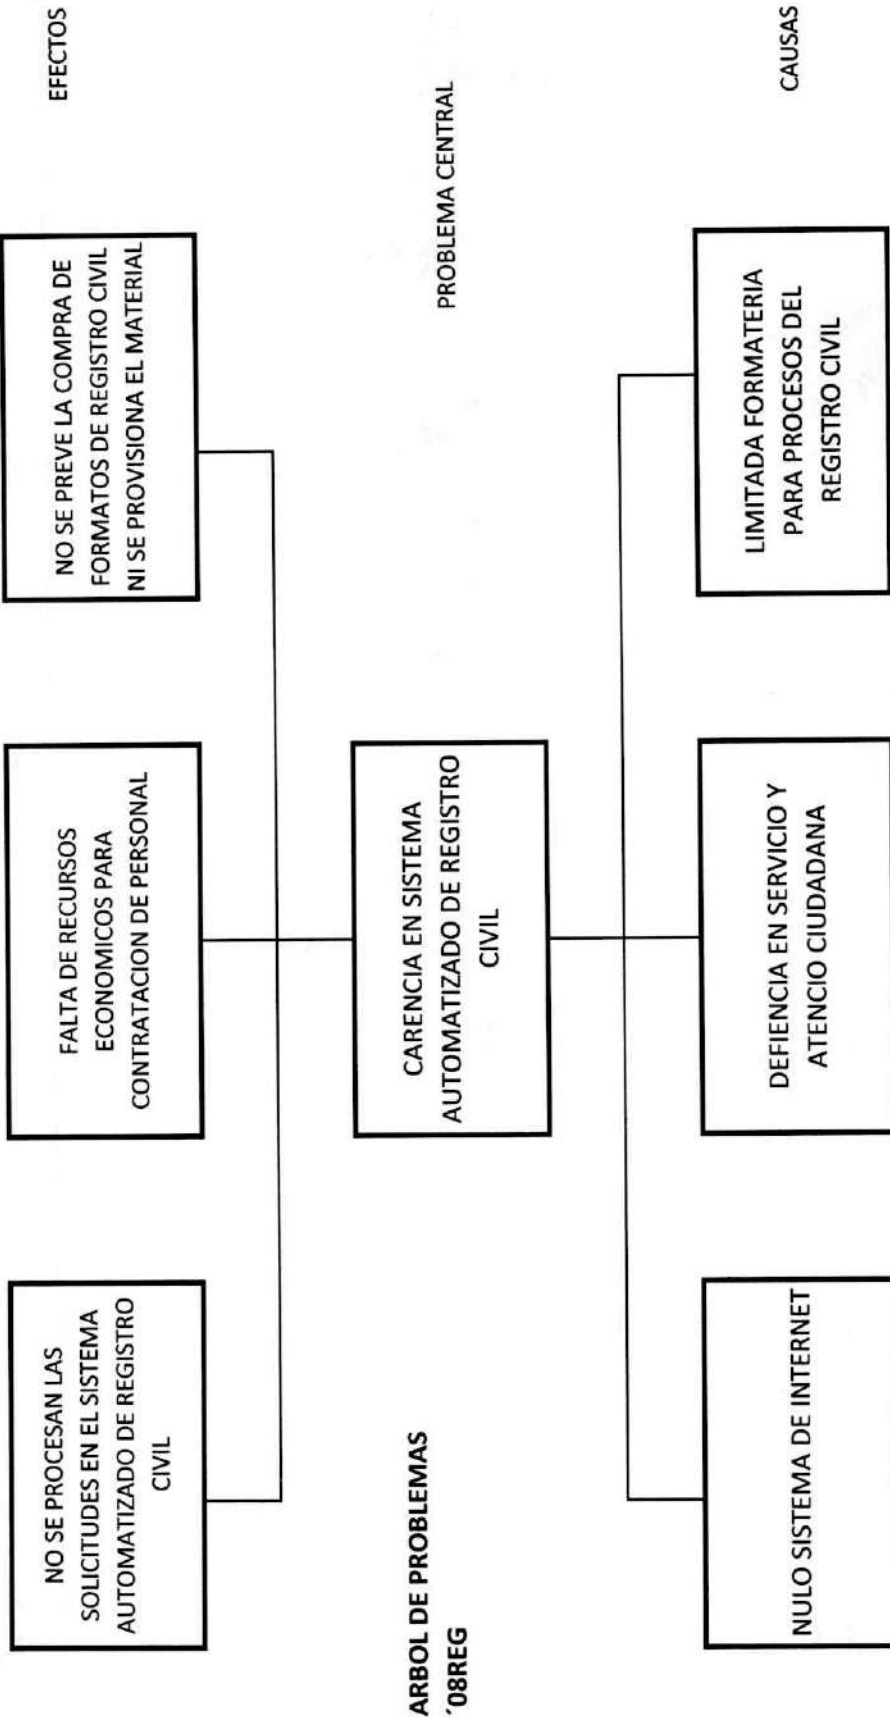 NO SE PROCESAN LAS
SOLICITUDES EN EL SISTEMA
AUTOMATIZADO DE REGISTRO
CIVIL
FALTA DE RECURSOS
ECONOMICOS PARA
CONTRATACION DE PERSONAL
NO SE PREVE LA COMPRA DE
FORMATOS DE REGISTRO CIVIL
NI SE PROVISIONA EL MATERIAL
EFECTOS
ARBOL DE PROBLEMAS
´08REG
CARENCIA EN SISTEMA
AUTOMATIZADO DE REGISTRO
CIVIL
PROBLEMA CENTRAL
NULO SISTEMA DE INTERNET
DEFIENCIA EN SERVICIO Y
ATENCIO CIUDADANA
LIMITADA FORMATERIA
PARA PROCESOS DEL
REGISTRO CIVIL
CAUSAS